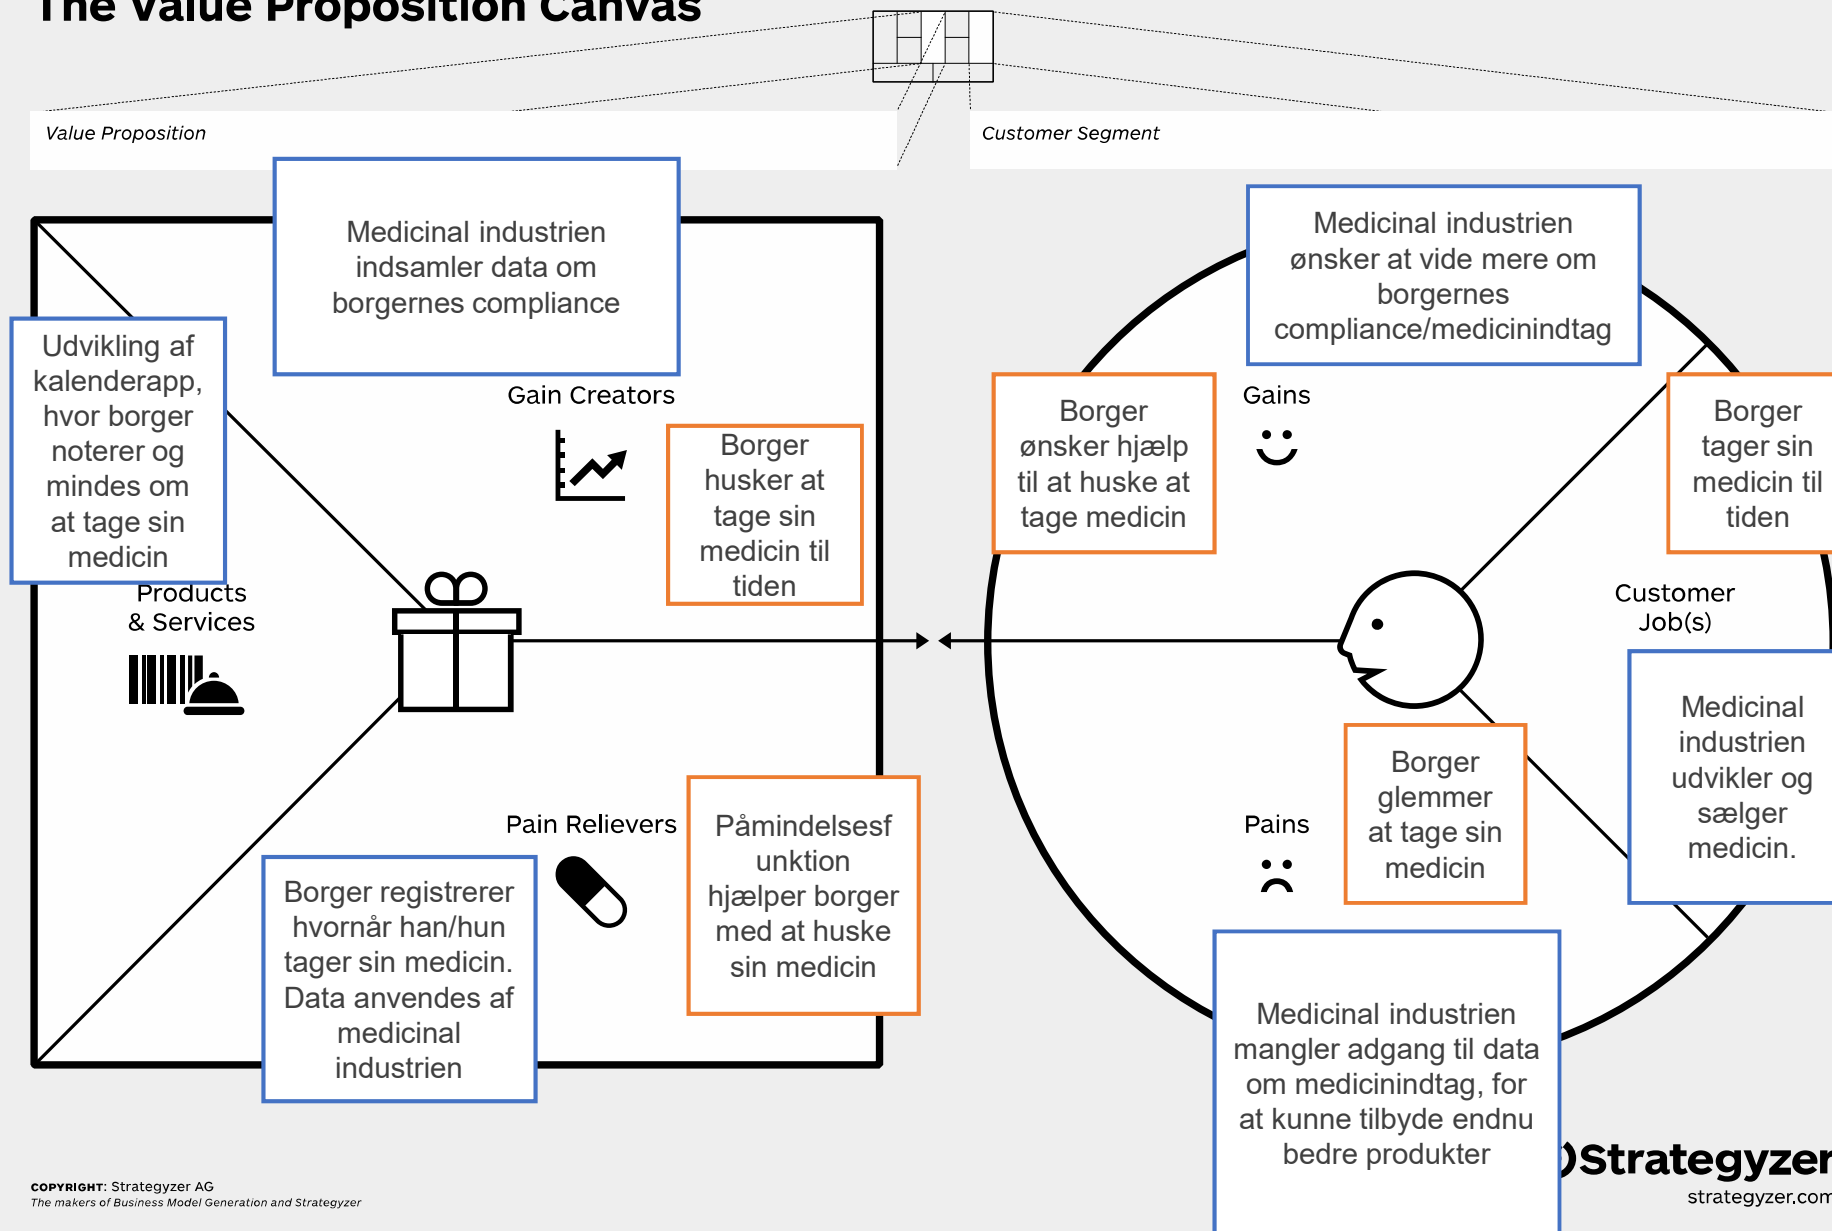 The Value Proposition Canvas
Value Proposition
Customer Segment
Medicinal industrien
indsamler data om
borgernes compliance
Udvikling af
kalenderapp,
hvor borger
noterer og
mindes om
at tage sin
medicin
Gain Creators
Borger
husker at
tage sin
medicin til
tiden
Products
& Services
Pain Relievers
Påmindelsesf
unktion
hjælper borger
med at huske
sin medicin
Borger registrerer
hvornår han/hun
tager sin medicin.
Data anvendes af
medicinal
industrien
Medicinal industrien
ønsker at vide mere om
borgernes
compliance/medicinindtag
Borger
ønsker hjælp
til at huske at
tage medicin
Gains
Borger
tager sin
medicin til
tiden
Customer
Job(s)
Medicinal
industrien
udvikler og
sælger
medicin.
Pains
Borger
glemmer
at tage sin
medicin
Medicinal industrien
mangler adgang til data
om medicinindtag, for
at kunne tilbyde endnu
bedre produkter
COPYRIGHT: Strategyzer AG
The makers of Business Model Generation and Strategyzer
Strategyzer
strategyzer.com